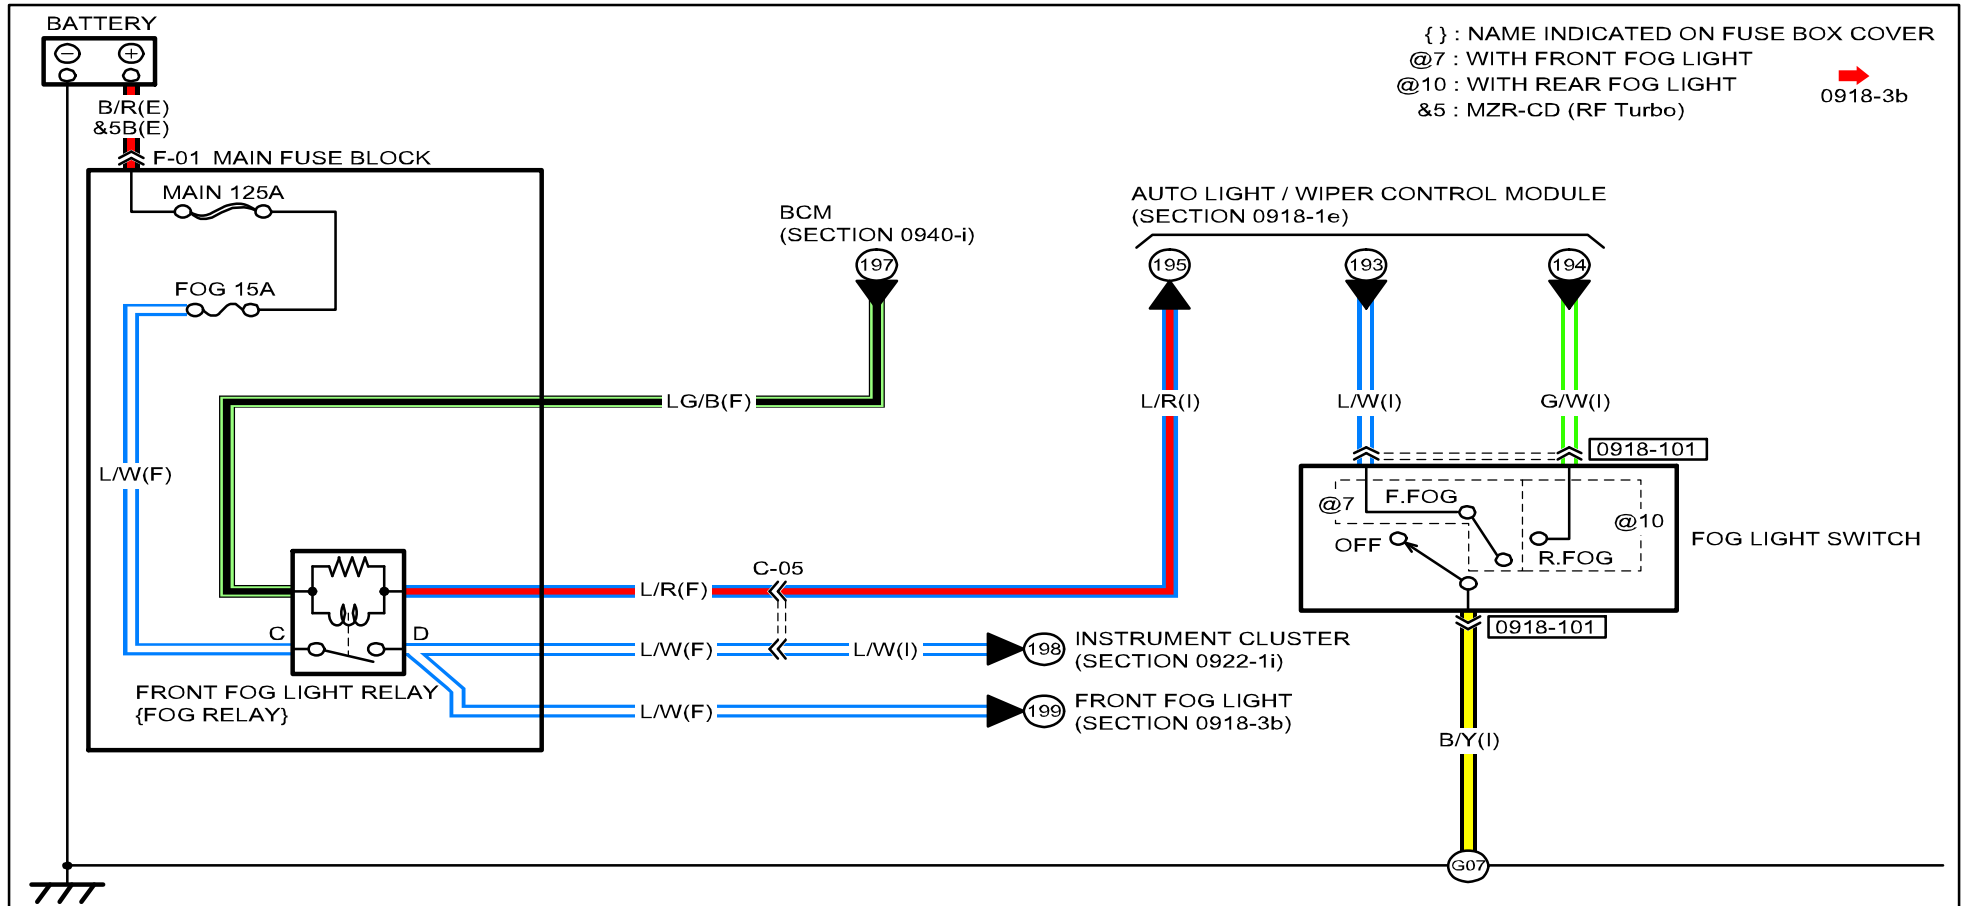 BATTERY
− +
B/R(E)
&5B(E)
{ } : NAME INDICATED ON FUSE BOX COVER
@7 : WITH FRONT FOG LIGHT
@10 : WITH REAR FOG LIGHT
&5 : MZR-CD (RF Turbo)
0918-3b
F-01 MAIN FUSE BLOCK
MAIN 125A
FOG 15A
BCM
(SECTION 0940-i)
197
AUTO LIGHT / WIPER CONTROL MODULE
(SECTION 0918-1e)
195
193
194
LG/B(F)
L/R(I)
L/W(I)
G/W(I)
L/W(F)
0918-101
@7
F.FOG
@10
OFF
R.FOG
FOG LIGHT SWITCH
0918-101
C-05
L/R(F)
C
D
L/W(F)
L/W(I)
198
INSTRUMENT CLUSTER
(SECTION 0922-1i)
FRONT FOG LIGHT RELAY
{FOG RELAY}
L/W(F)
199
FRONT FOG LIGHT
(SECTION 0918-3b)
B/Y(I)
G07